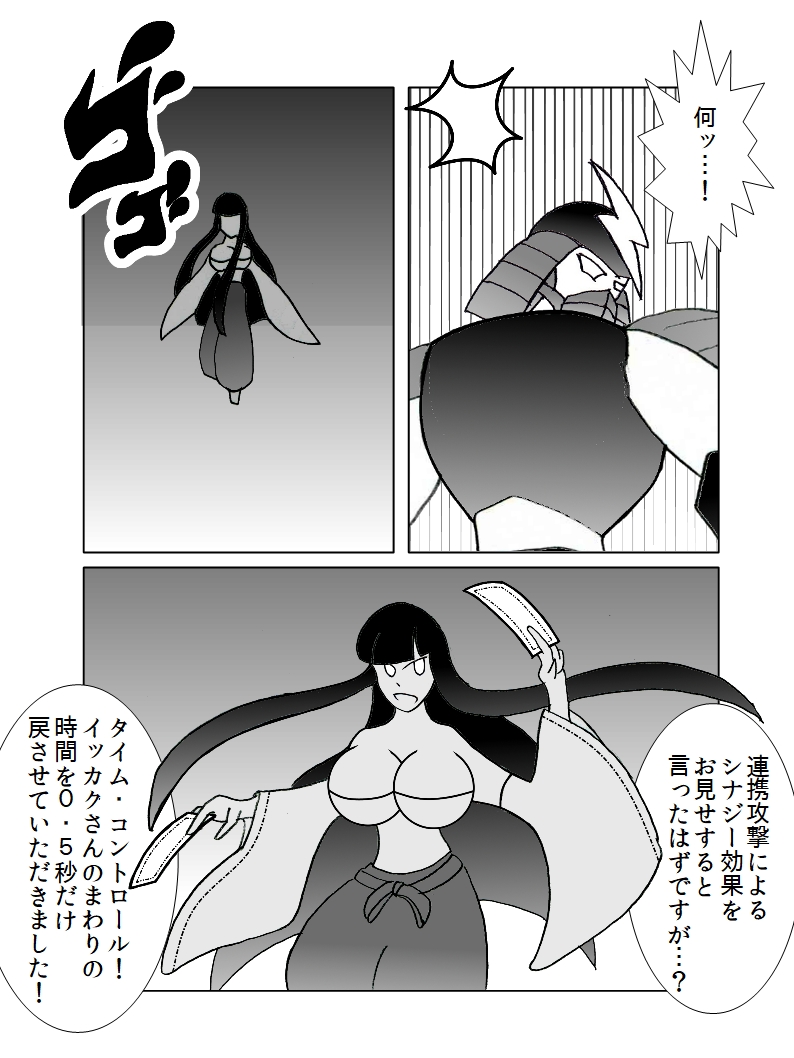 何ッ…！
ゴゴゴ
連携攻撃による
シナジー効果を
お見せすると
言ったはずですが…？
タイム・コントロール！
イッカクさんのまわりの
時間を０．５秒だけ
戻させていただきました！